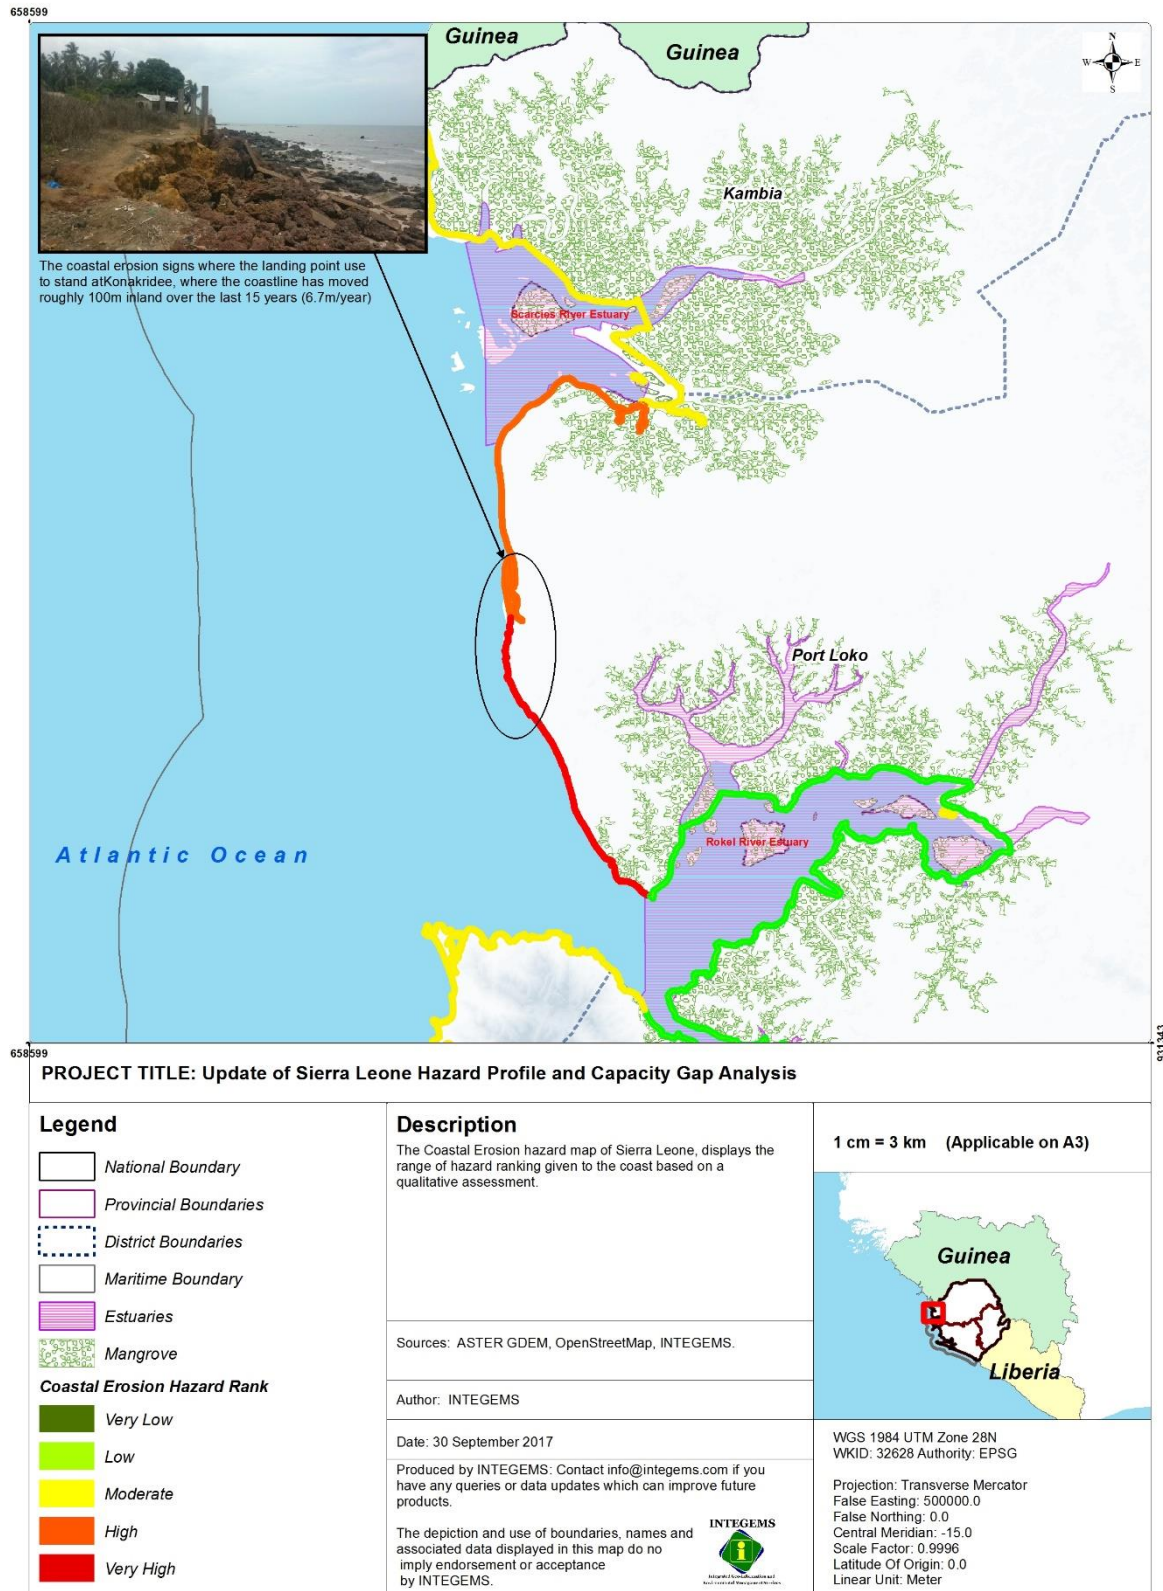 658599
Guinea
Guinea
N
W
E
S
Kambia
The coastal erosion signs where the landing point use
to stand atKonakridee, where the coastline has moved
roughly 100m inland over the last 15 years (6.7m/year)
Scarcies River Estuary
Port Loko
Rokel River Estuary
Atlantic Ocean
658599
931343
PROJECT TITLE: Update of Sierra Leone Hazard Profile and Capacity Gap Analysis
Legend
National Boundary
Provincial Boundaries
District Boundaries
Maritime Boundary
Estuaries
Mangrove
Coastal Erosion Hazard Rank
Very Low
Low
Moderate
High
Very High
Description
The Coastal Erosion hazard map of Sierra Leone, displays the
range of hazard ranking given to the coast based on a
qualitative assessment.
Sources: ASTER GDEM, OpenStreetMap, INTEGEMS.
Author: INTEGEMS
Date: 30 September 2017
Produced by INTEGEMS: Contact info@integems.com if you
have any queries or data updates which can improve future
products.
The depiction and use of boundaries, names and
associated data displayed in this map do no
imply endorsement or acceptance
by INTEGEMS.
INTEGEMS
1 cm = 3 km (Applicable on A3)
Guinea
Liberia
WGS 1984 UTM Zone 28N
WKID: 32628 Authority: EPSG
Projection: Transverse Mercator
False Easting: 500000.0
False Northing: 0.0
Central Meridian: -15.0
Scale Factor: 0.9996
Latitude Of Origin: 0.0
Linear Unit: Meter